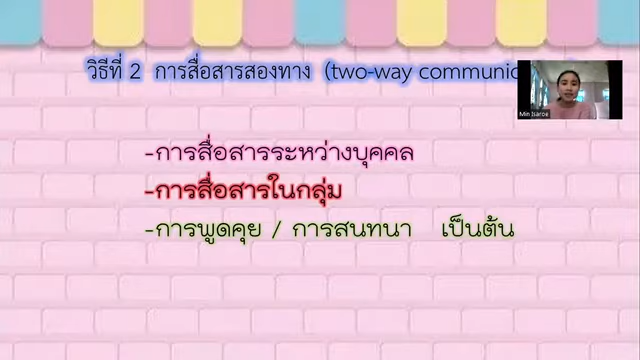 วิธีที่ 2 การสื่อสารสองทาง (two-way communic
Min Isaroe
-การสื่อสารระหว่างบุคคล
-การสื่อสารในกลุ่ม
-การพูดคุย / การสนทนา เป็นต้น